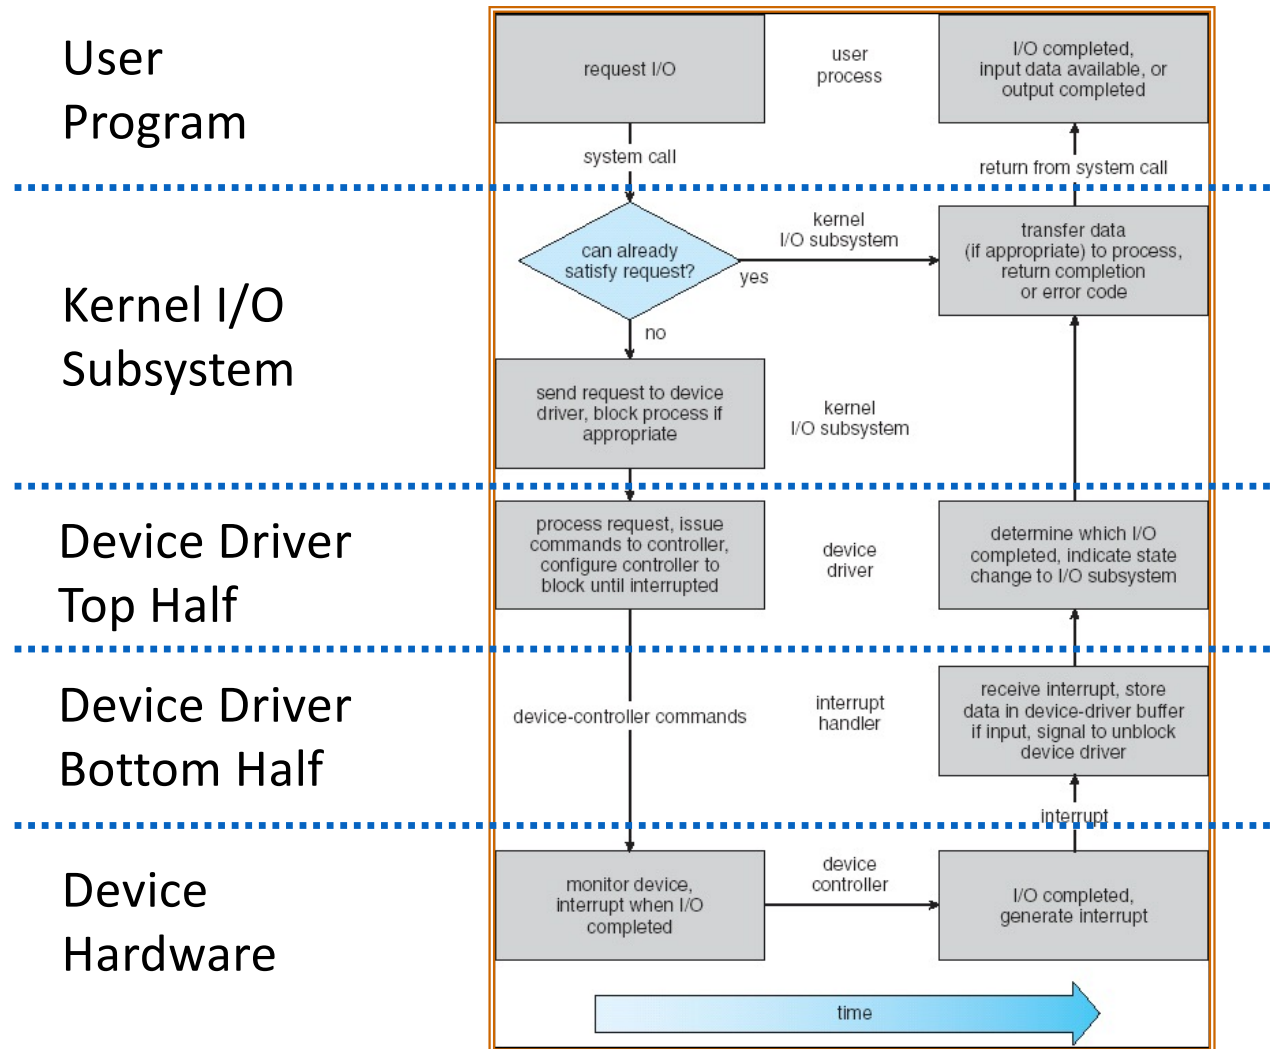 User
Program
request I/O
user
process
I/O completed,
input data available, or
output completed
system call
return from system call
Kernel I/O
Subsystem
can already
satisfy request?
kernel
I/O subsystem
yes
transfer data
(if appropriate) to process,
return completion
or error code
no
send request to device
driver, block process if
appropriate
kernel
I/O subsystem
Device Driver
Top Half
process request, issue
commands to controller,
configure controller to
block until interrupted
device
driver
determine which I/O
completed, indicate state
change to I/O subsystem
Device Driver
Bottom Half
device-controller commands
interrupt
handler
receive interrupt, store
data in device-driver buffer
if input, signal to unblock
device driver
interrupt
Device
Hardware
monitor device,
interrupt when I/O
completed
device
controller
I/O completed,
generate interrupt
time